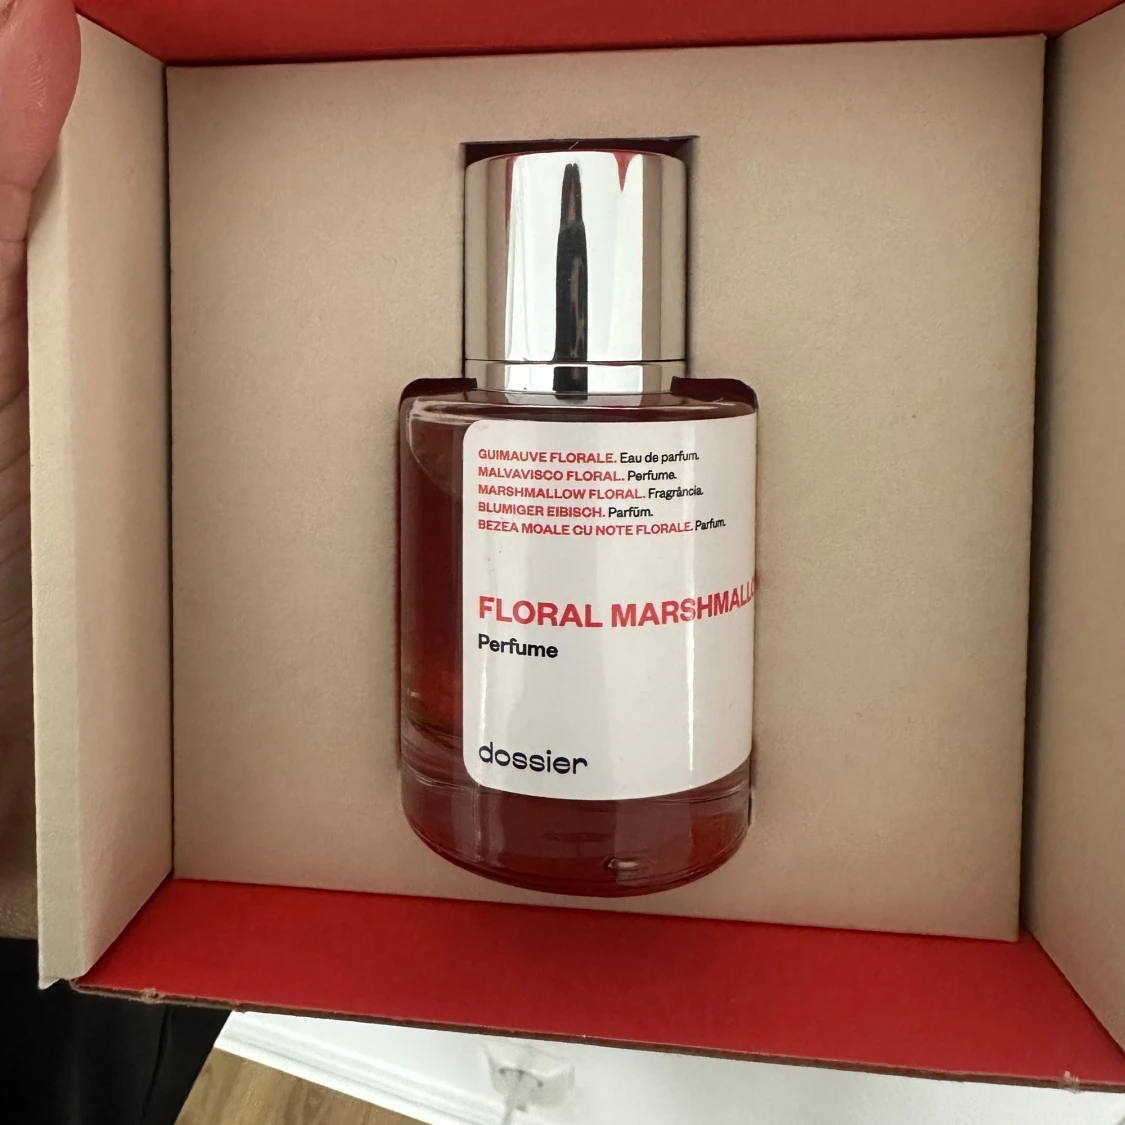 GUIMAUVE FLORALE. Eau de parfum.
MALVAVISCO FLORAL. Perfume.
MARSHMALLOW FLORAL. Fragrância.
BLUMIGER EIBISCH. Parfüm.
BEZEA MOALE CU NOTE FLORALE. Parfum.
FLORAL MARSHMALLO
Perfume
dossier